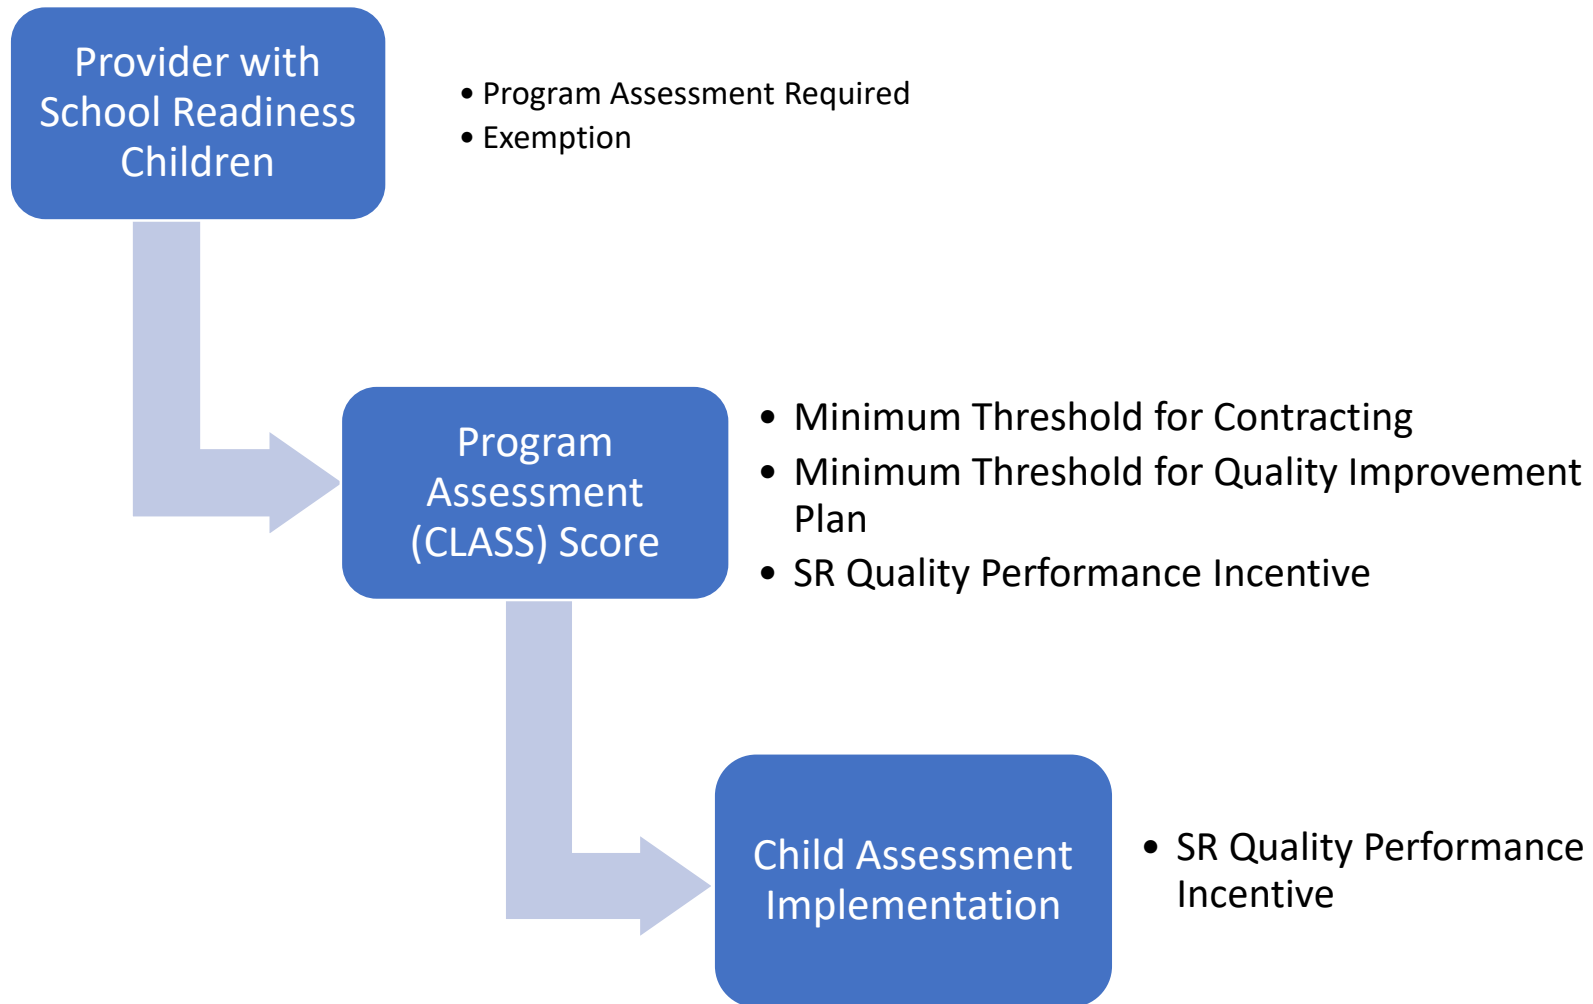 Provider with
School Readiness
Children
• Program Assessment Required
• Exemption
Program
Assessment
(CLASS) Score
• Minimum Threshold for Contracting
• Minimum Threshold for Quality Improvement
Plan
• SR Quality Performance Incentive
Child Assessment
Implementation
• SR Quality Performance
Incentive